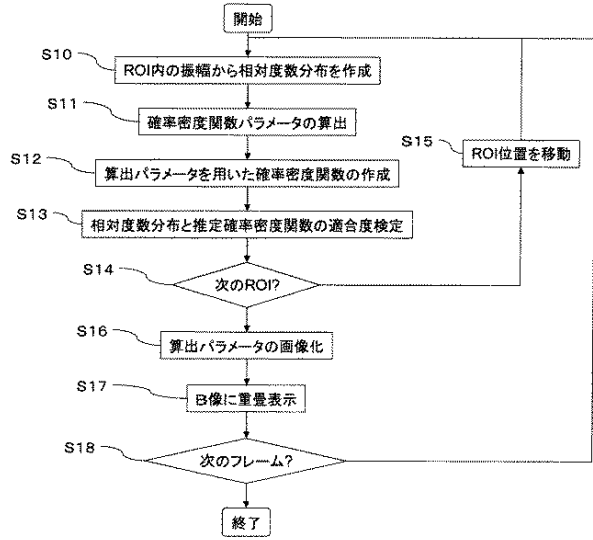 開始
S10
ROI内の振幅から相対度数分布を作成
S11
確率密度関数パラメータの算出
S12
算出パラメータを用いた確率密度関数の作成
S13
相対度数分布と推定確率密度関数の適合度検定
S14
次のROI?
S15
ROI位置を移動
S16
算出パラメータの画像化
S17
B像に重畳表示
S18
次のフレーム?
終了